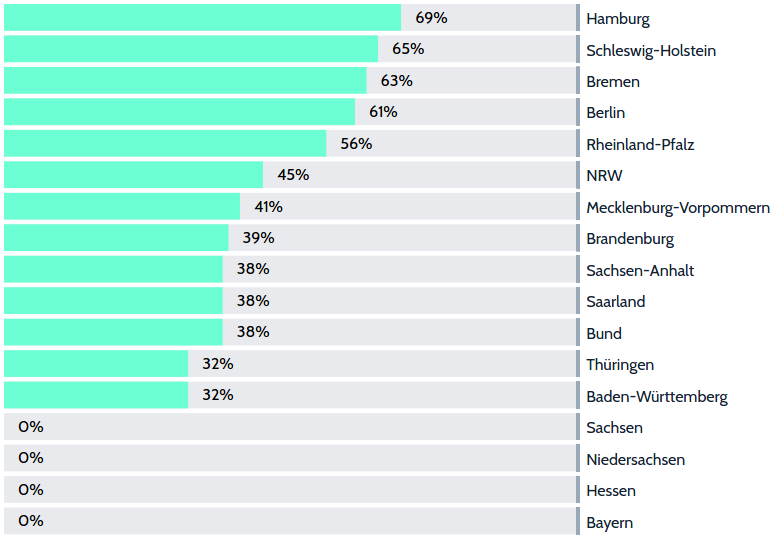 69% Hamburg
65% Schleswig-Holstein
63% Bremen
61% Berlin
56% Rheinland-Pfalz
45% NRW
41% Mecklenburg-Vorpommern
39% Brandenburg
38% Sachsen-Anhalt
38% Saarland
38% Bund
32% Thüringen
32% Baden-Württemberg
0% Sachsen
0% Niedersachsen
0% Hessen
0% Bayern